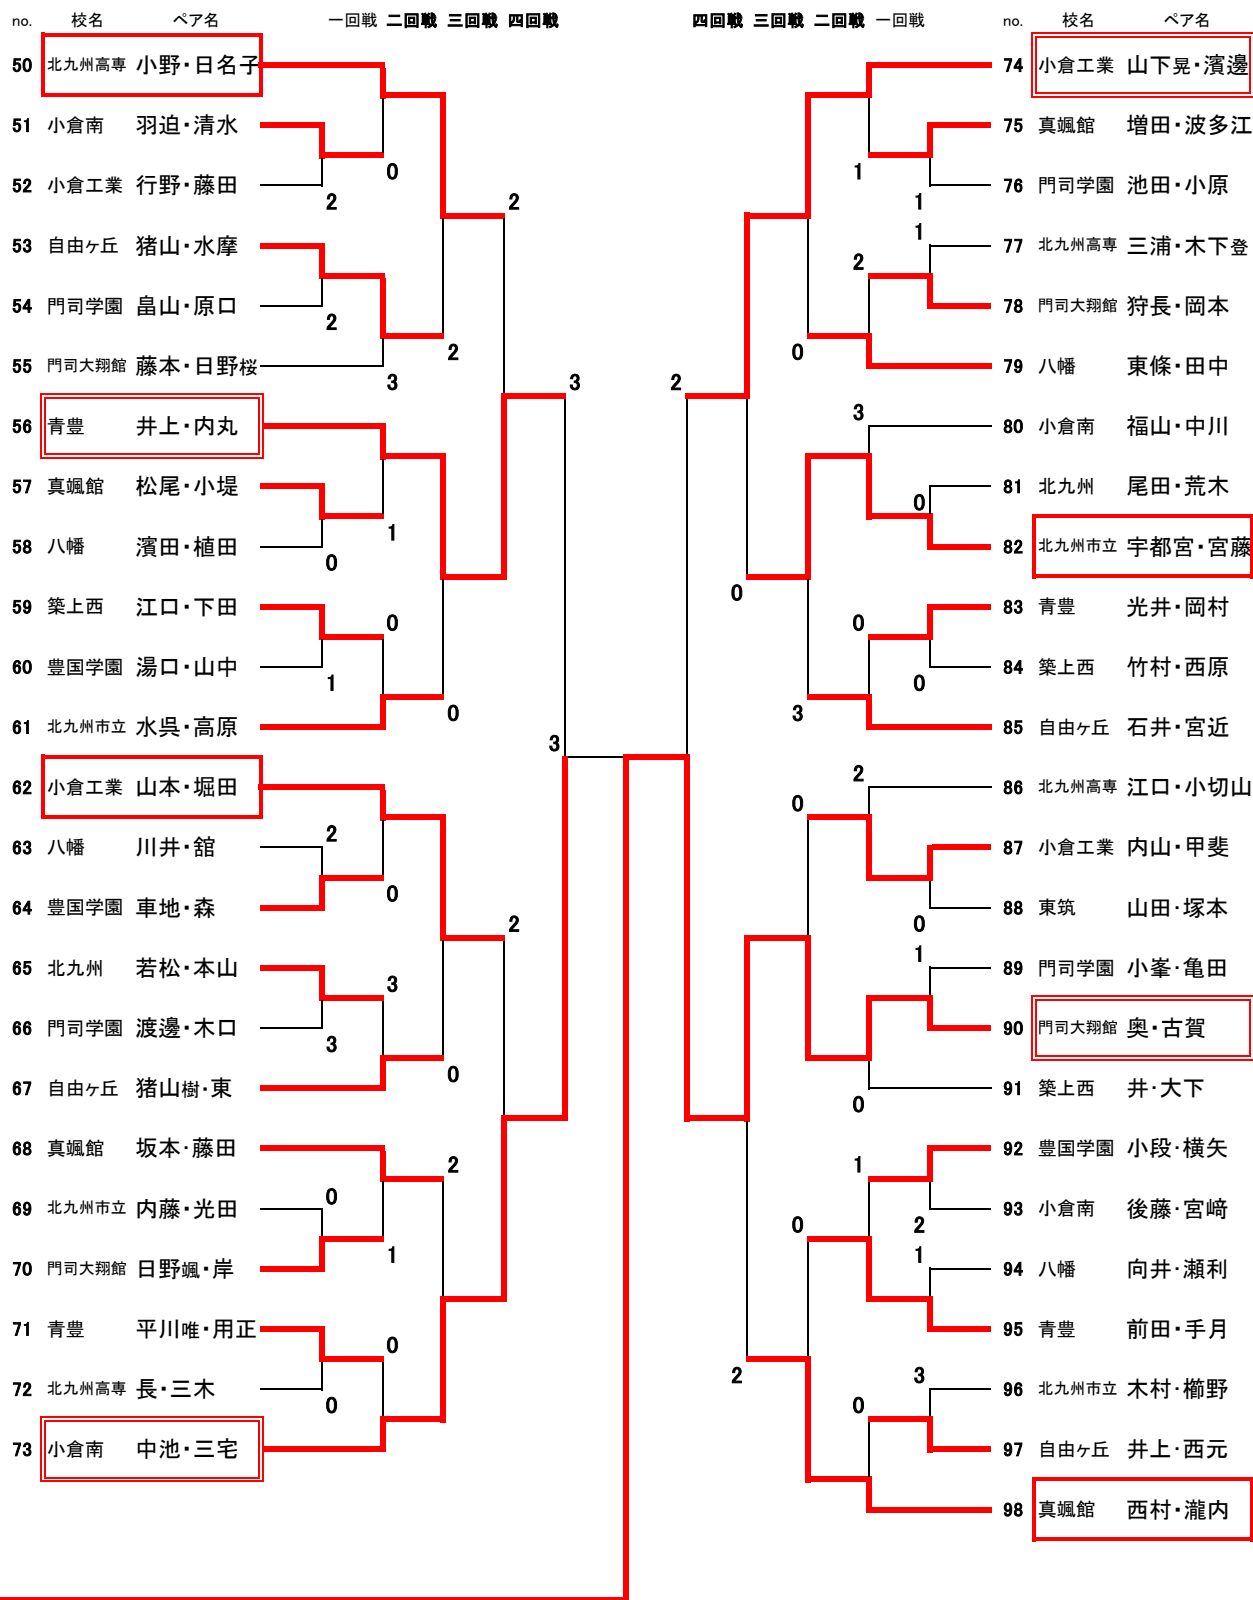 no. 校名 ペア名 一回戦 二回戦 三回戦 四回戦
50 北九州高専 小野・日名子
51 小倉南 羽迫・清水
0
52 小倉工業 行野・藤田
2
2
53 自由ヶ丘 猪山・水摩
54 門司学園 畠山・原口
2
2
55 門司大翔館 藤本・日野桜
3
3
56 青豊 井上・内丸
57 真颯館 松尾・小堤
1
58 八幡 濱田・植田
0
59 築上西 江口・下田
0
60 豊国学園 湯口・山中
1
0
61 北九州市立 水呉・高原
3
62 小倉工業 山本・堀田
2
63 八幡 川井・舘
0
64 豊国学園 車地・森
2
65 北九州 若松・本山
3
66 門司学園 渡邊・木口
3
0
67 自由ヶ丘 猪山樹・東
68 真颯館 坂本・藤田
2
0
69 北九州市立 内藤・光田
1
70 門司大翔館 日野颯・岸
71 青豊 平川唯・用正
0
72 北九州高専 長・三木
0
73 小倉南 中池・三宅
四回戦 三回戦 二回戦 一回戦 no. 校名 ペア名
74 小倉工業 山下晃・濱邊
75 真颯館 増田・波多江
1
76 門司学園 池田・小原
1
1
77 北九州高専 三浦・木下登
2
78 門司大翔館 狩長・岡本
0
79 八幡 東條・田中
2
3
80 小倉南 福山・中川
81 北九州 尾田・荒木
0
82 北九州市立 宇都宮・宮藤
0
83 青豊 光井・岡村
0
84 築上西 竹村・西原
0
3
85 自由ヶ丘 石井・宮近
2
86 北九州高専 江口・小切山
0
87 小倉工業 内山・甲斐
88 東筑 山田・塚本
0
1
89 門司学園 小峯・亀田
90 門司大翔館 奥・古賀
91 築上西 井・大下
0
92 豊国学園 小段・横矢
1
93 小倉南 後藤・宮﨑
0
2
1
94 八幡 向井・瀬利
95 青豊 前田・手月
2
3
96 北九州市立 木村・櫛野
0
97 自由ヶ丘 井上・西元
98 真颯館 西村・瀧内